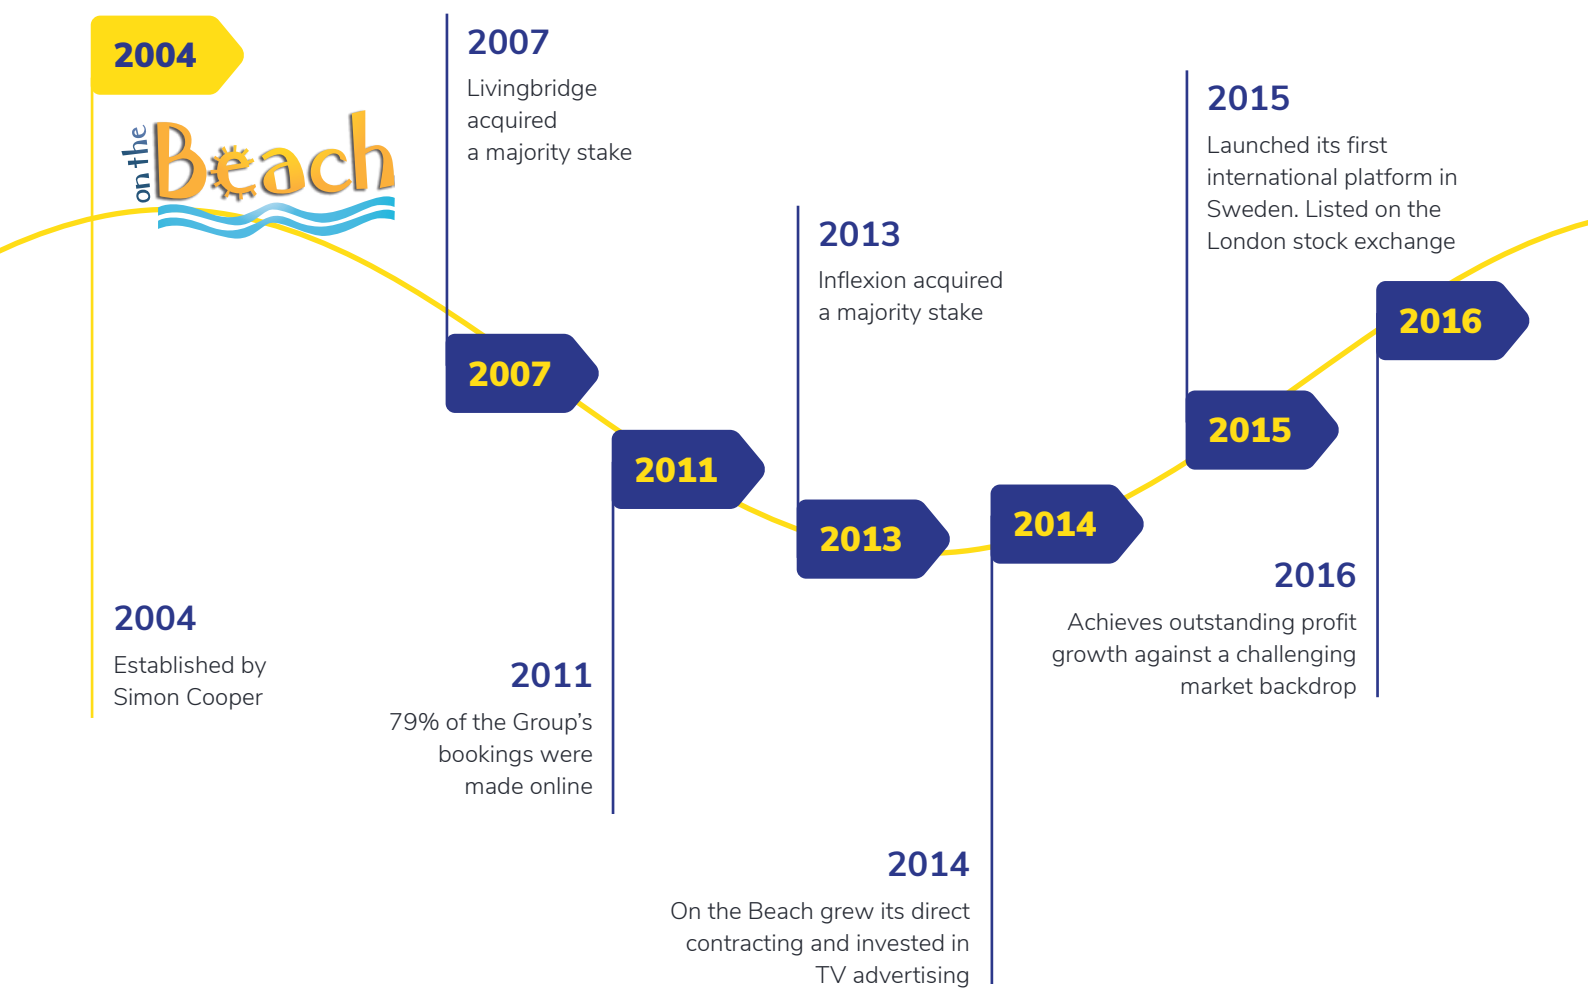 2004
on the
Beach
2004
Established by
Simon Cooper
2007
Livingbridge
acquired
a majority stake
2007
2011
2011
79% of the Group’s
bookings were
made online
2013
Inflexion acquired
a majority stake
2013
2014
2014
On the Beach grew its direct
contracting and invested in
TV advertising
2015
Launched its first
international platform in
Sweden. Listed on the
London stock exchange
2015
2016
2016
Achieves outstanding profit
growth against a challenging
market backdrop